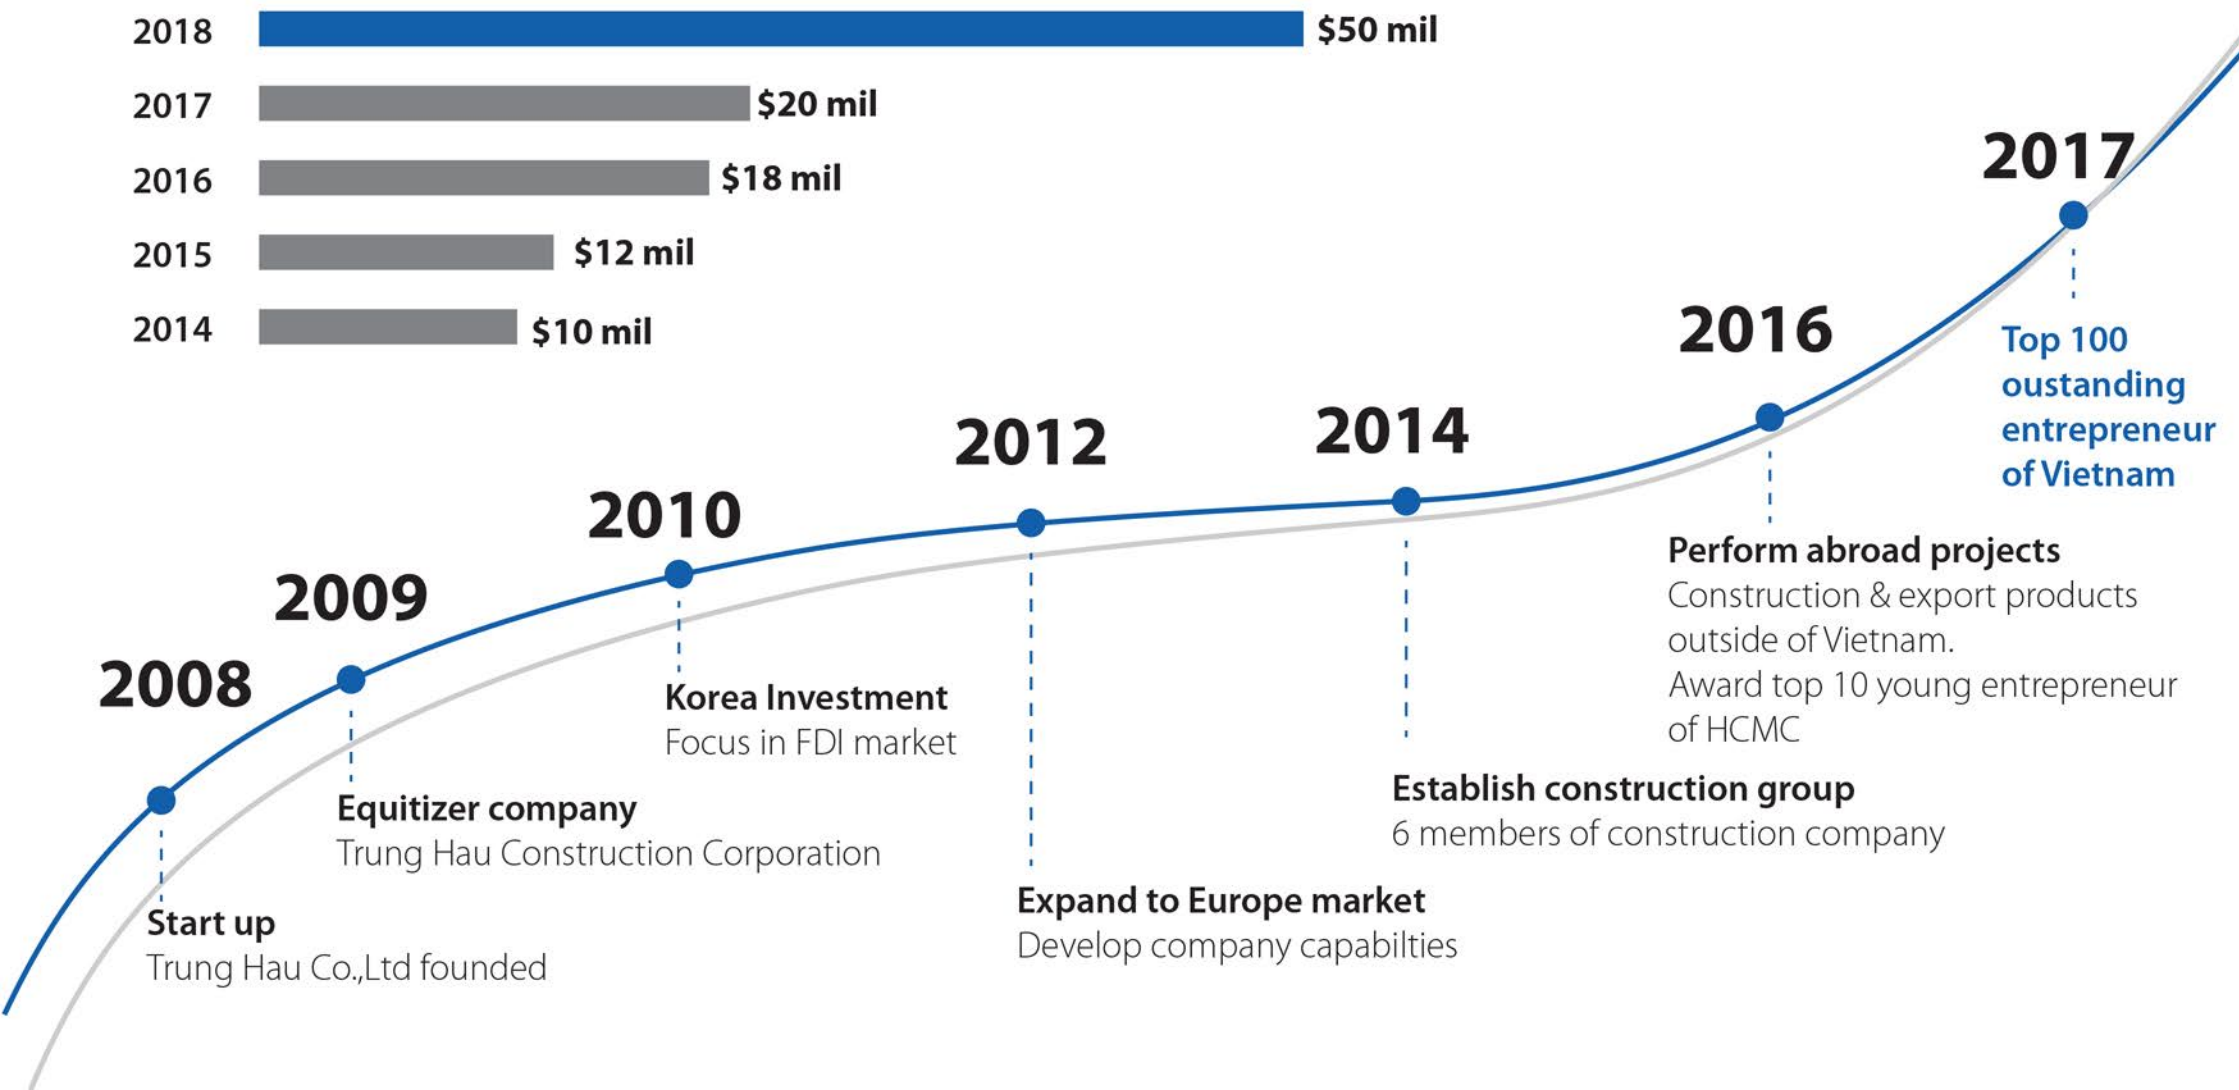 2018 $50 mil
2017 $20 mil
2016 $18 mil
2015 $12 mil
2014 $10 mil
2008
Start up
Trung Hau Co.,Ltd founded
2009
Equitizer company
Trung Hau Construction Corporation
2010
Korea Investment
Focus in FDI market
2012
Expand to Europe market
Develop company capabilties
2014
Establish construction group
6 members of construction company
2016
Perform abroad projects
Construction & export products
outside of Vietnam.
Award top 10 young entrepreneur
of HCMC
2017
Top 100
oustanding
entrepreneur
of Vietnam